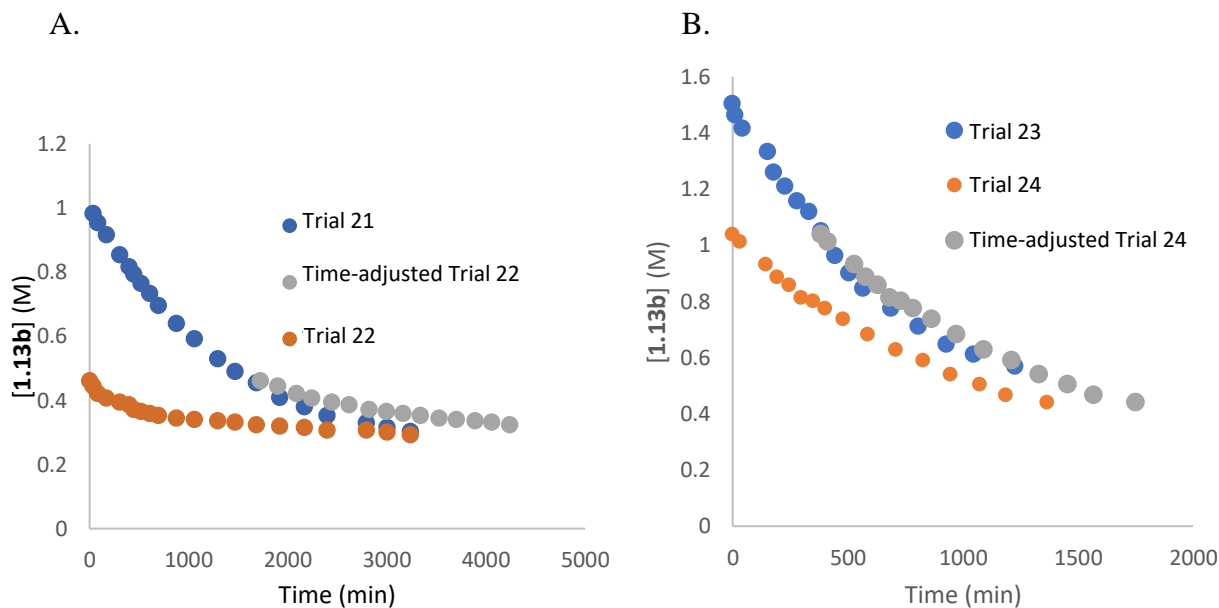 A.
1.2
1
0.8
0.6
0.4
0.2
0
0
1000
2000
3000
4000
5000
[1.13b] (M)
Time (min)
Trial 21
Time-adjusted Trial 22
Trial 22
B.
1.6
1.4
1.2
1
0.8
0.6
0.4
0.2
0
0
500
1000
1500
2000
[1.13b] (M)
Time (min)
Trial 23
Trial 24
Time-adjusted Trial 24